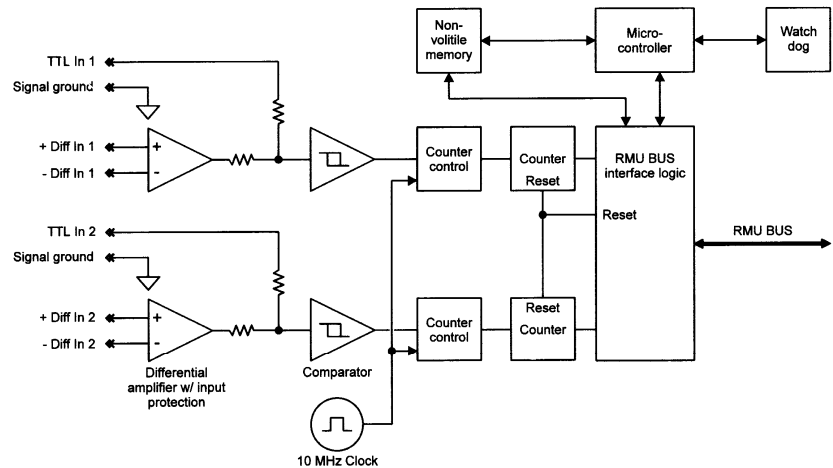 Non-
volitile
memory
Micro-
controller
Watch
dog
TTL In 1
Signal ground
+ Diff In 1
- Diff In 1
+
-
Counter
control
Counter
Reset
RMU BUS
interface logic
Reset
RMU BUS
TTL In 2
Signal ground
+ Diff In 2
- Diff In 2
+
-
Counter
control
Reset
Counter
Differential
amplifier w/ input
protection
Comparator
10 MHz Clock